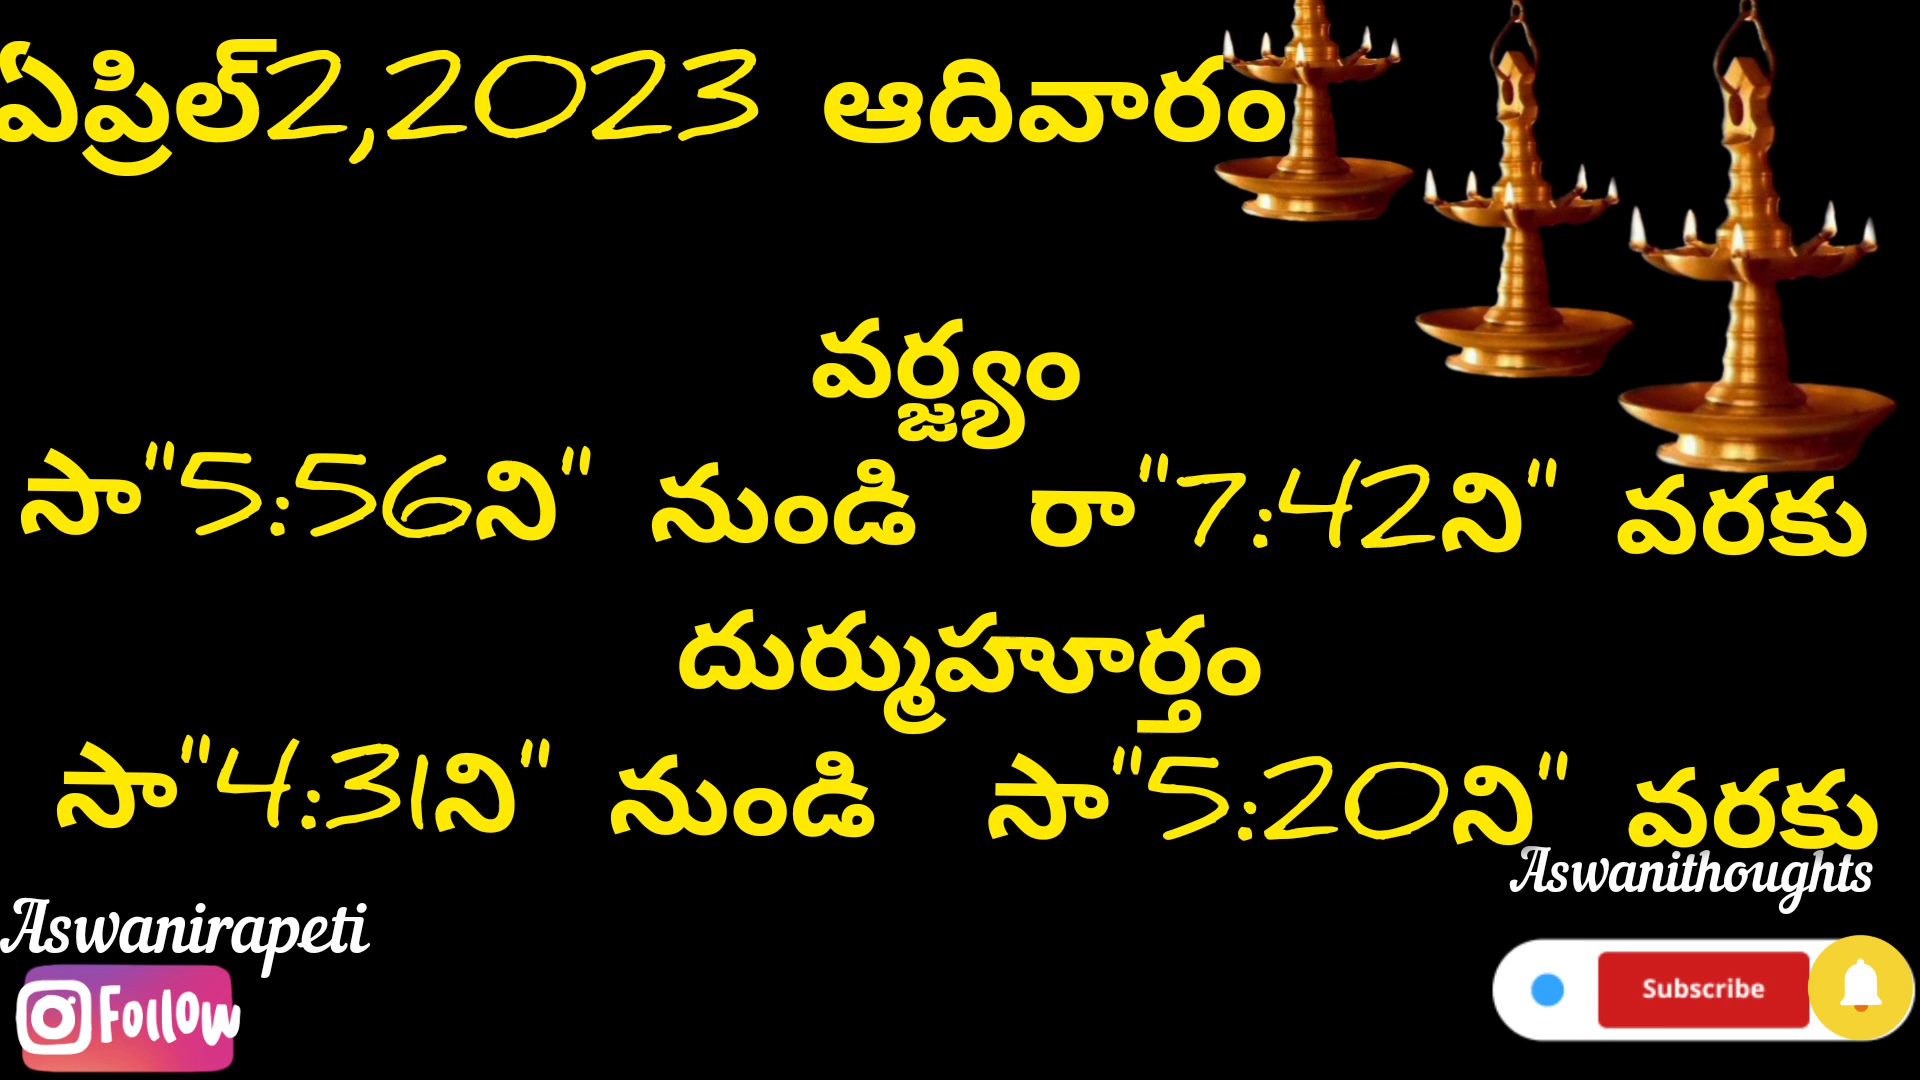 ఏప్రిల్2,2023 ఆదివారం
వర్జ్యం
సా"5:56ని" నుండి రా"7:42ని" వరకు
దుర్ముహూర్తం
సా"4:31ని" నుండి సా"5:20ని" వరకు
Aswanithoughts
Aswanirapeti
Follow
Subscribe